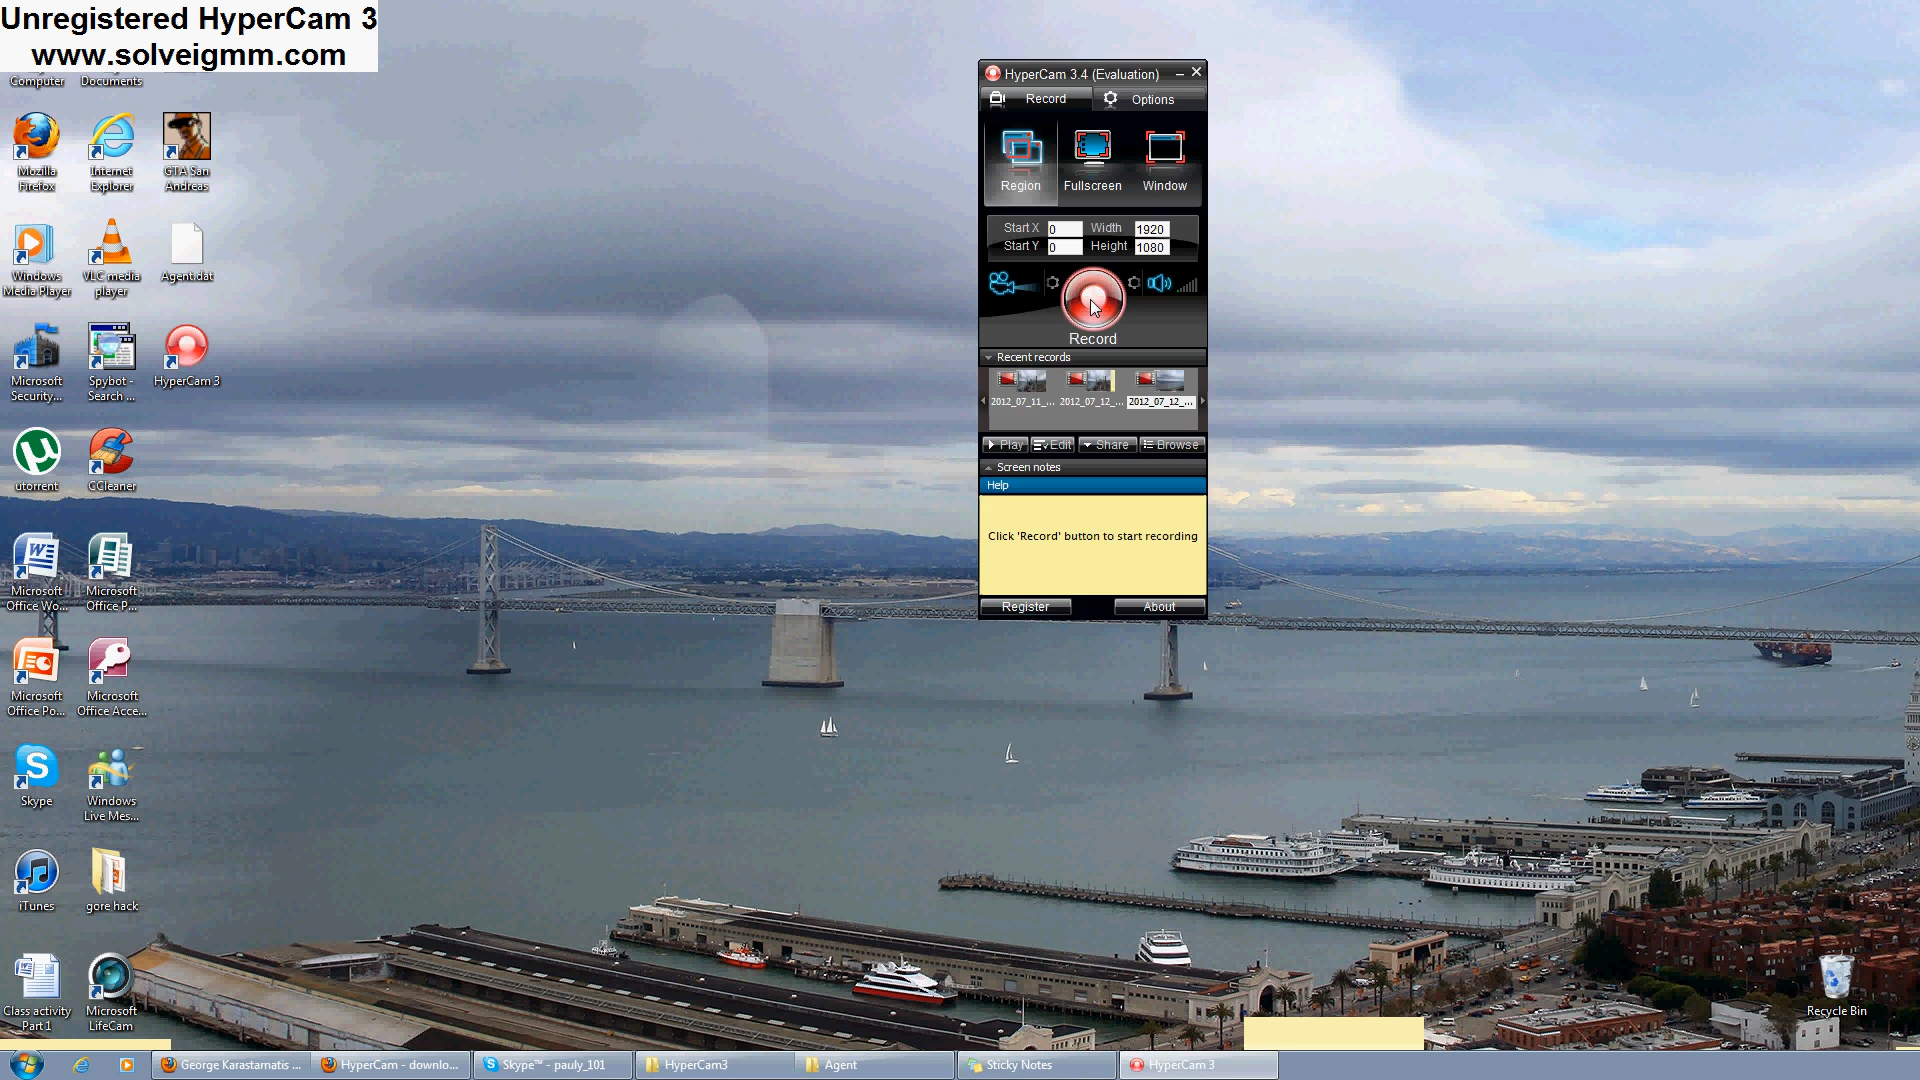 Unregistered HyperCam 3
www.solveigmm.com
Computer
Documents
Mozilla
Firefox
Internet
Explorer
GTA San
Andreas
Windows
Media Player
VLC media
player
Agent.dat
Microsoft
Security...
Spybot -
Search ...
HyperCam 3
utorrent
CCleaner
Microsoft
Office Wo...
Microsoft
Office P...
Microsoft
Office Po...
Microsoft
Office Acce...
Skype
Windows
Live Mes...
iTunes
gore hack
Class activity
Part 1
Microsoft
LifeCam
HyperCam 3.4 (Evaluation)
Record
Options
Region
Fullscreen
Window
Start X 0 Width 1920
Start Y 0 Height 1080
Record
Recent records
2012_07_11_... 2012_07_12_... 2012_07_12_...
Play Edit Share Browse
Screen notes
Help
Click 'Record' button to start recording
Register About
Recycle Bin
George Karastamatis ...
HyperCam - downlo...
Skype™ - pauly_101
HyperCam3
Agent
Sticky Notes
HyperCam 3